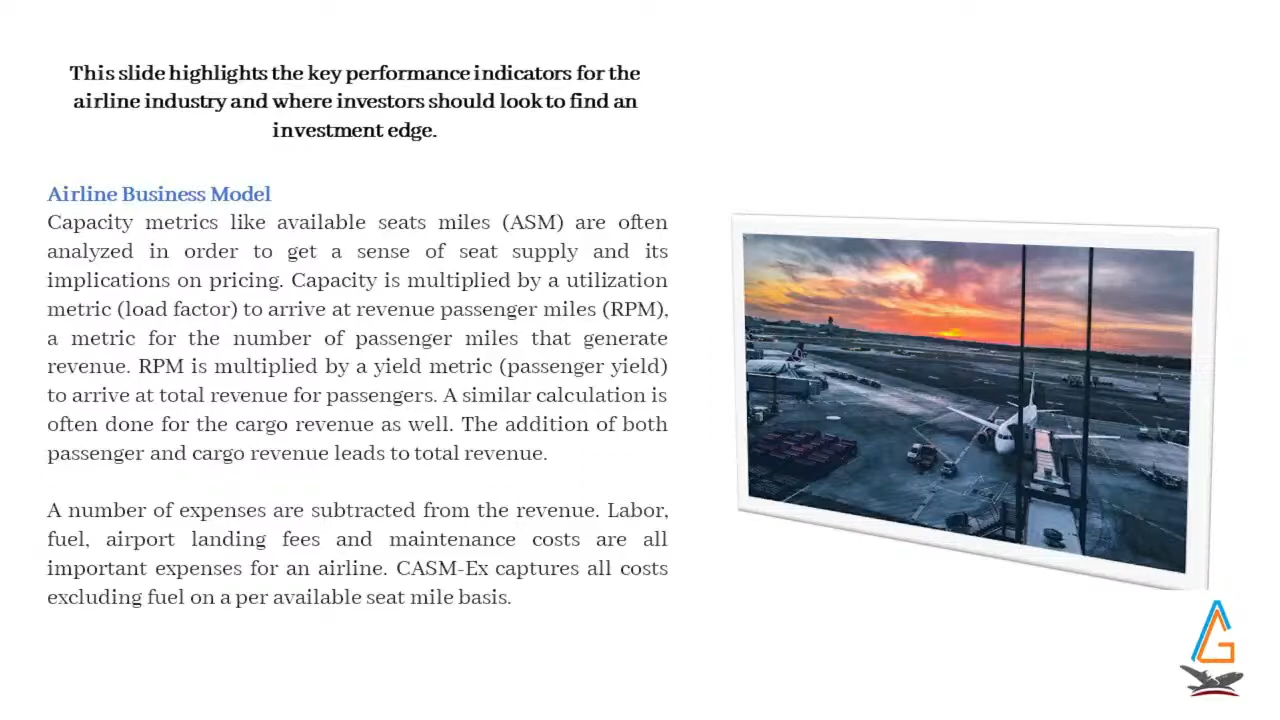 This slide highlights the key performance indicators for the
airline industry and where investors should look to find an
investment edge.
Airline Business Model
Capacity metrics like available seats miles (ASM) are often
analyzed in order to get a sense of seat supply and its
implications on pricing. Capacity is multiplied by a utilization
metric (load factor) to arrive at revenue passenger miles (RPM),
a metric for the number of passenger miles that generate
revenue. RPM is multiplied by a yield metric (passenger yield)
to arrive at total revenue for passengers. A similar calculation is
often done for the cargo revenue as well. The addition of both
passenger and cargo revenue leads to total revenue.
A number of expenses are subtracted from the revenue. Labor,
fuel, airport landing fees and maintenance costs are all
important expenses for an airline. CASM-Ex captures all costs
excluding fuel on a per available seat mile basis.
AG